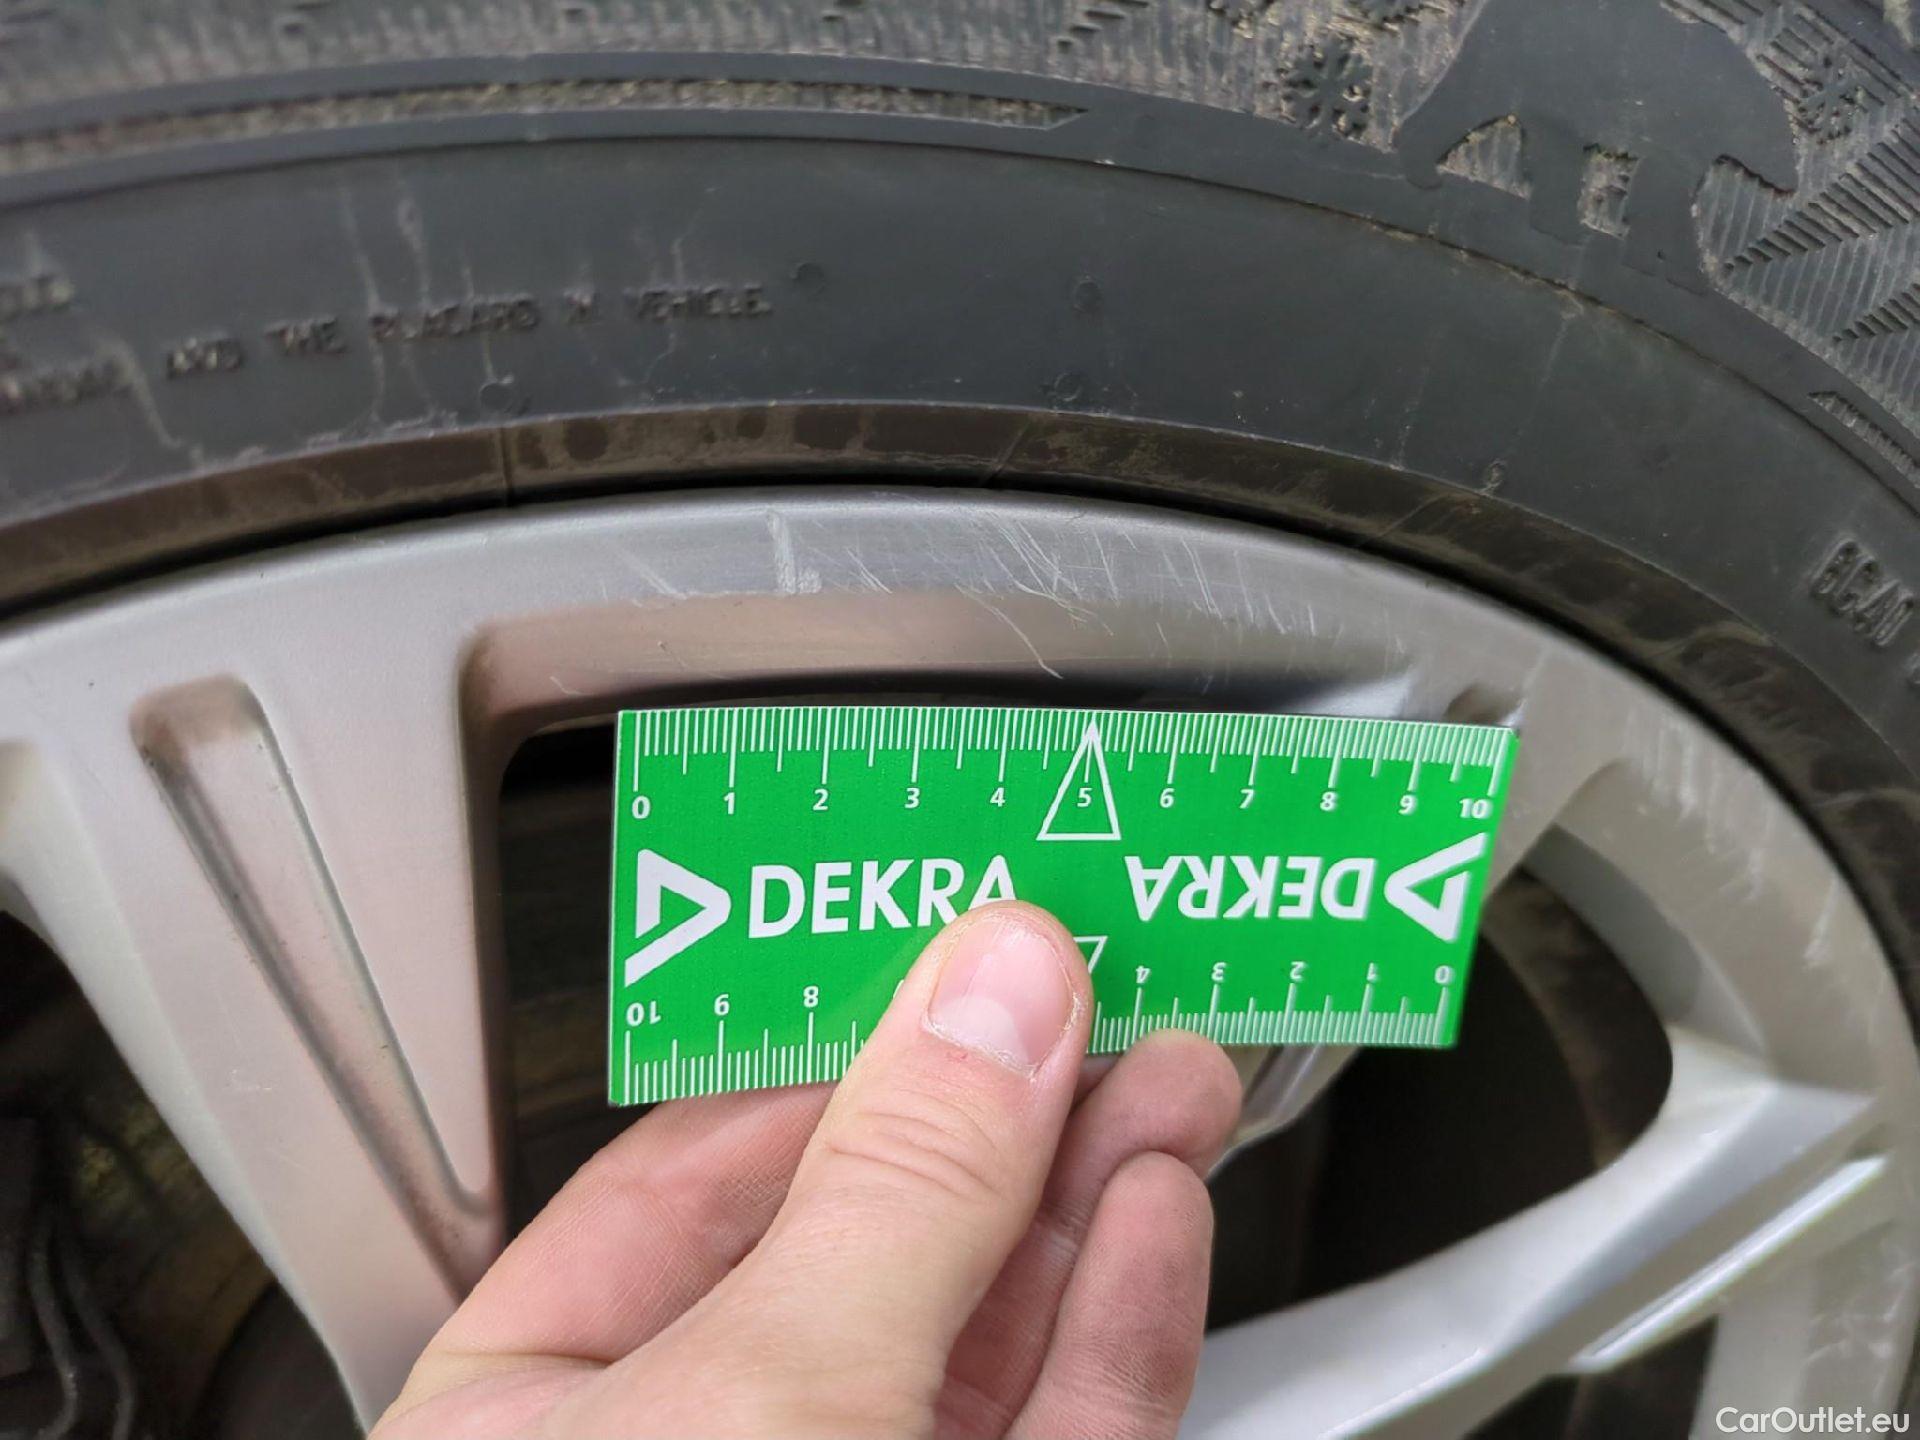 AND THE PLACARD IN VEHICLE.
0 1 2 3 4 5 6 7 8 9 10
DEKRA DEKRA
10 9 8 4 3 2 1 0
CarOutlet.eu